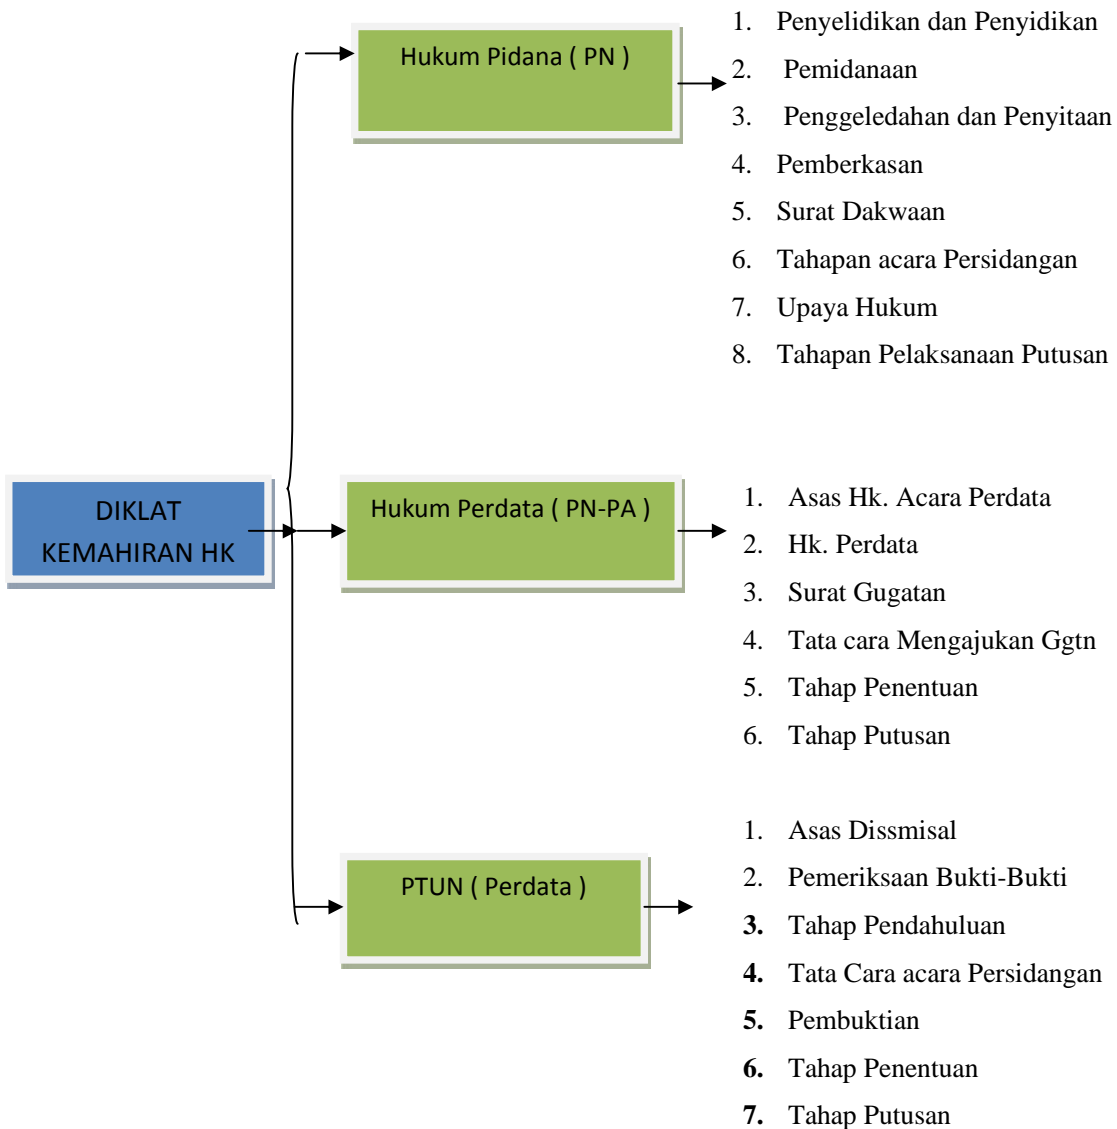 Hukum Pidana ( PN )
1. Penyelidikan dan Penyidikan
2. Pemidanaan
3. Penggeledahan dan Penyitaan
4. Pemberkasan
5. Surat Dakwaan
6. Tahapan acara Persidangan
7. Upaya Hukum
8. Tahapan Pelaksanaan Putusan
DIKLAT
KEMAHIRAN HK
Hukum Perdata ( PN-PA )
1. Asas Hk. Acara Perdata
2. Hk. Perdata
3. Surat Gugatan
4. Tata cara Mengajukan Ggtn
5. Tahap Penentuan
6. Tahap Putusan
PTUN ( Perdata )
1. Asas Dissmisal
2. Pemeriksaan Bukti-Bukti
3. Tahap Pendahuluan
4. Tata Cara acara Persidangan
5. Pembuktian
6. Tahap Penentuan
7. Tahap Putusan